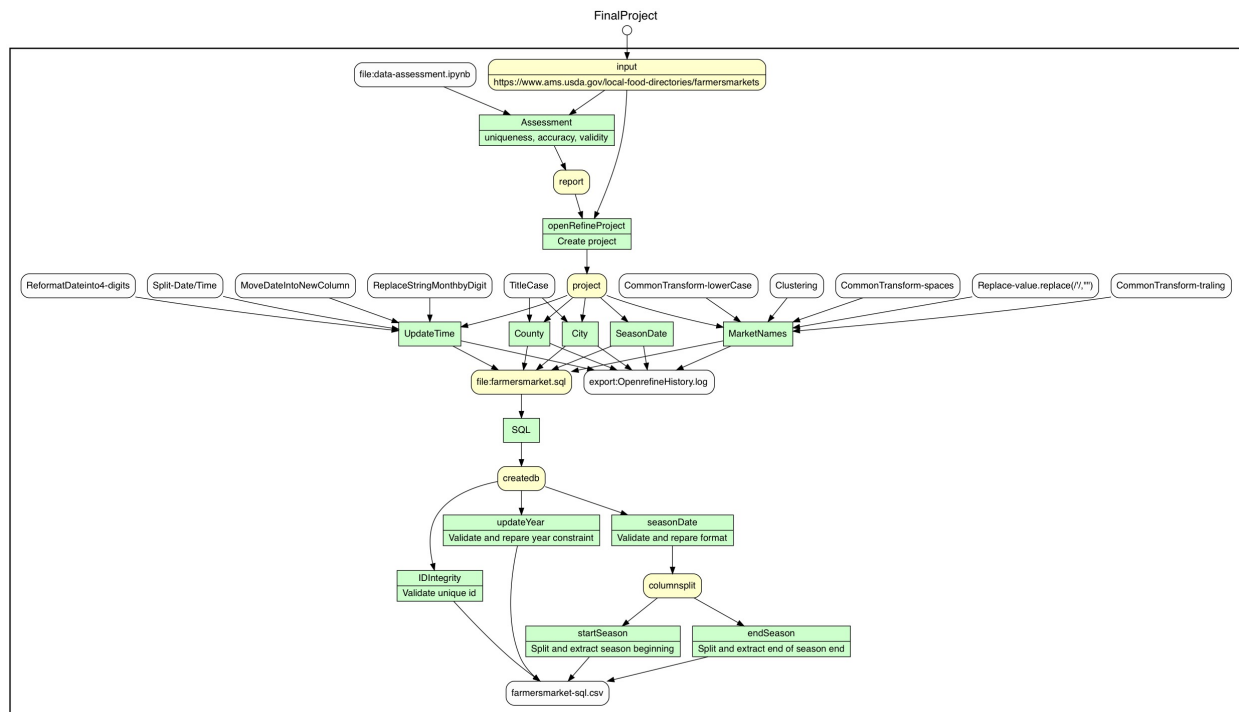 FinalProject
input
file:data-assessment.ipynb
https://www.ams.usda.gov/local-food-directories/farmersmarkets
Assessment
uniqueness, accuracy, validity
report
openRefineProject
Create project
ReformatDateinto4-digits
Split-Date/Time
MoveDateIntoNewColumn
ReplaceStringMonthbyDigit
TitleCase
project
CommonTransform-lowerCase
Clustering
CommonTransform-spaces
Replace-value.replace(/'/,"")
CommonTransform-traling
UpdateTime
County
City
SeasonDate
MarketNames
file:farmersmarket.sql
export:OpenrefineHistory.log
SQL
createdb
updateYear
Validate and repare year constraint
seasonDate
Validate and repare format
IDIntegrity
Validate unique id
columnsplit
startSeason
Split and extract season beginning
endSeason
Split and extract end of season end
farmersmarket-sql.csv